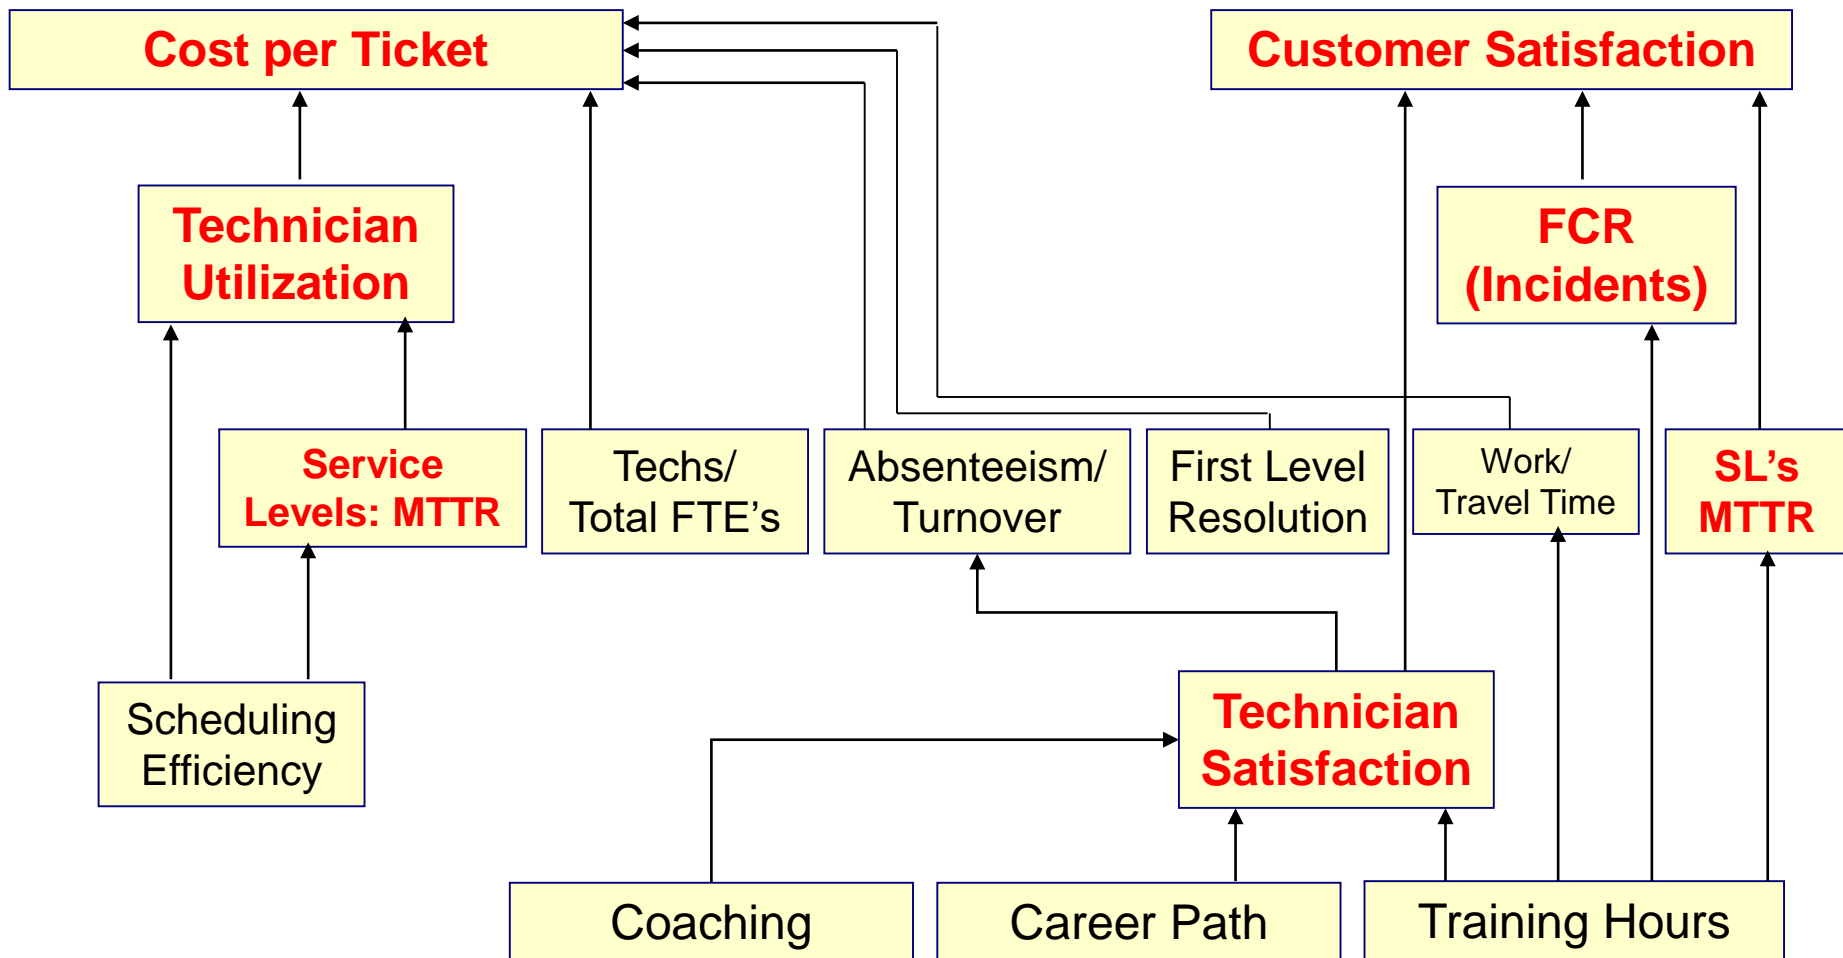 Cost per Ticket
Customer Satisfaction
Technician
Utilization
FCR
(Incidents)
Service
Levels: MTTR
Techs/
Total FTE’s
Absenteeism/
Turnover
First Level
Resolution
Work/
Travel Time
SL’s
MTTR
Scheduling
Efficiency
Technician
Satisfaction
Coaching
Career Path
Training Hours